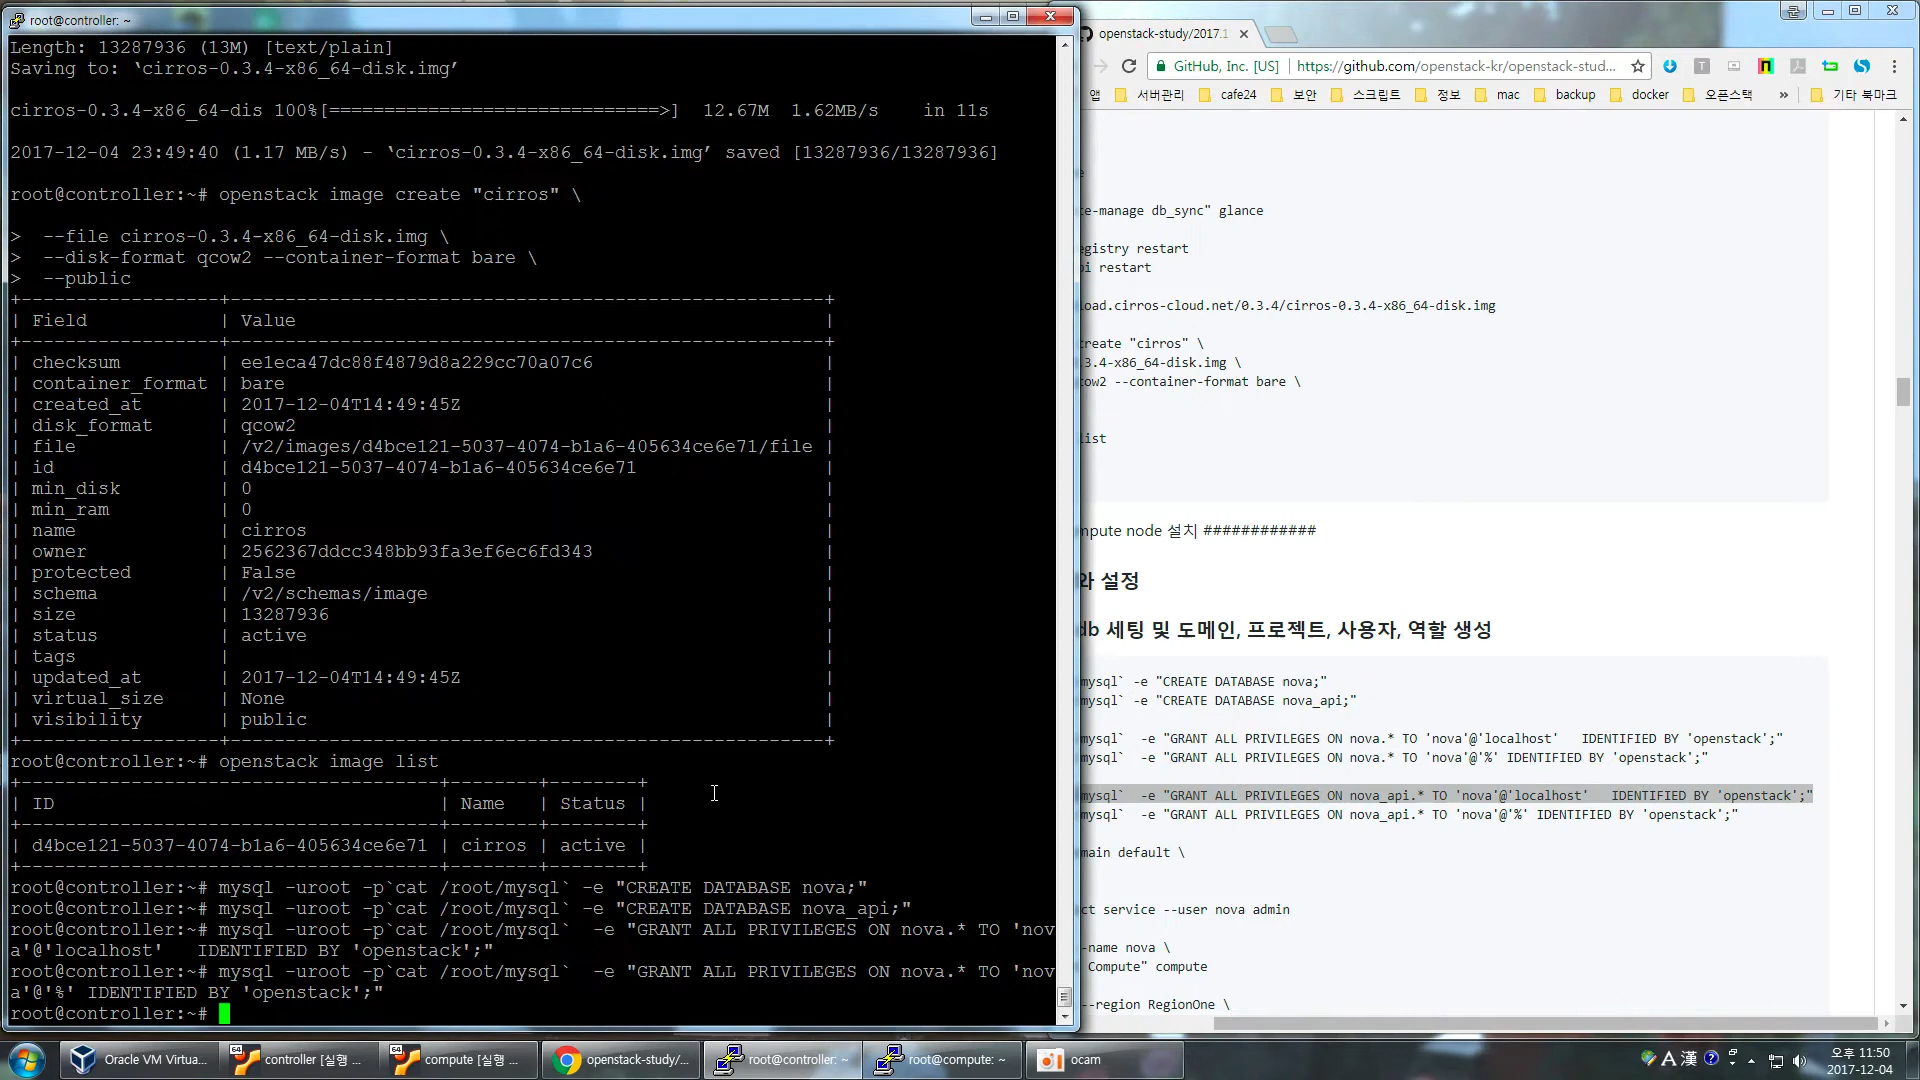 root@controller: ~
Length: 13287936 (13M) [text/plain]
Saving to: ‘cirros-0.3.4-x86_64-disk.img’
cirros-0.3.4-x86_64-dis 100%[==============================>]  12.67M  1.62MB/s    in 11s
2017-12-04 23:49:40 (1.17 MB/s) - ‘cirros-0.3.4-x86_64-disk.img’ saved [13287936/13287936]
root@controller:~# openstack image create "cirros" \
>  --file cirros-0.3.4-x86_64-disk.img \
>  --disk-format qcow2 --container-format bare \
>  --public
| Field | Value |
| checksum | ee1eca47dc88f4879d8a229cc70a07c6 |
| container_format | bare |
| created_at | 2017-12-04T14:49:45Z |
| disk_format | qcow2 |
| file | /v2/images/d4bce121-5037-4074-b1a6-405634ce6e71/file |
| id | d4bce121-5037-4074-b1a6-405634ce6e71 |
| min_disk | 0 |
| min_ram | 0 |
| name | cirros |
| owner | 2562367ddcc348bb93fa3ef6ec6fd343 |
| protected | False |
| schema | /v2/schemas/image |
| size | 13287936 |
| status | active |
| tags | |
| updated_at | 2017-12-04T14:49:45Z |
| virtual_size | None |
| visibility | public |
root@controller:~# openstack image list
| ID | Name | Status |
| d4bce121-5037-4074-b1a6-405634ce6e71 | cirros | active |
root@controller:~# mysql -uroot -p`cat /root/mysql` -e "CREATE DATABASE nova;"
root@controller:~# mysql -uroot -p`cat /root/mysql` -e "CREATE DATABASE nova_api;"
root@controller:~# mysql -uroot -p`cat /root/mysql`  -e "GRANT ALL PRIVILEGES ON nova.* TO 'nov
a'@'localhost'   IDENTIFIED BY 'openstack';"
root@controller:~# mysql -uroot -p`cat /root/mysql`  -e "GRANT ALL PRIVILEGES ON nova.* TO 'nov
a'@'%' IDENTIFIED BY 'openstack';"
root@controller:~#
openstack-study/2017.1
GitHub, Inc. [US] https://github.com/openstack-kr/openstack-stud...
앱 서버관리 cafe24 보안 스크립트 정보 mac backup docker 오픈스택 » 기타 북마크
e
te-manage db_sync" glance
egistry restart
pi restart
load.cirros-cloud.net/0.3.4/cirros-0.3.4-x86_64-disk.img
create "cirros" \
3.4-x86_64-disk.img \
cow2 --container-format bare \
list
mpute node 설치 ############
와 설정
db 세팅 및 도메인, 프로젝트, 사용자, 역할 생성
mysql` -e "CREATE DATABASE nova;"
mysql` -e "CREATE DATABASE nova_api;"
mysql`  -e "GRANT ALL PRIVILEGES ON nova.* TO 'nova'@'localhost'   IDENTIFIED BY 'openstack';"
mysql`  -e "GRANT ALL PRIVILEGES ON nova.* TO 'nova'@'%' IDENTIFIED BY 'openstack';"
mysql`  -e "GRANT ALL PRIVILEGES ON nova_api.* TO 'nova'@'localhost'   IDENTIFIED BY 'openstack';"
mysql`  -e "GRANT ALL PRIVILEGES ON nova_api.* TO 'nova'@'%' IDENTIFIED BY 'openstack';"
main default \
ct service --user nova admin
-name nova \
Compute" compute
--region RegionOne \
Oracle VM Virtua... controller [실행 ... compute [실행 ... openstack-study/... root@controller: ~ root@compute: ~ ocam
A 漢 오후 11:50
2017-12-04